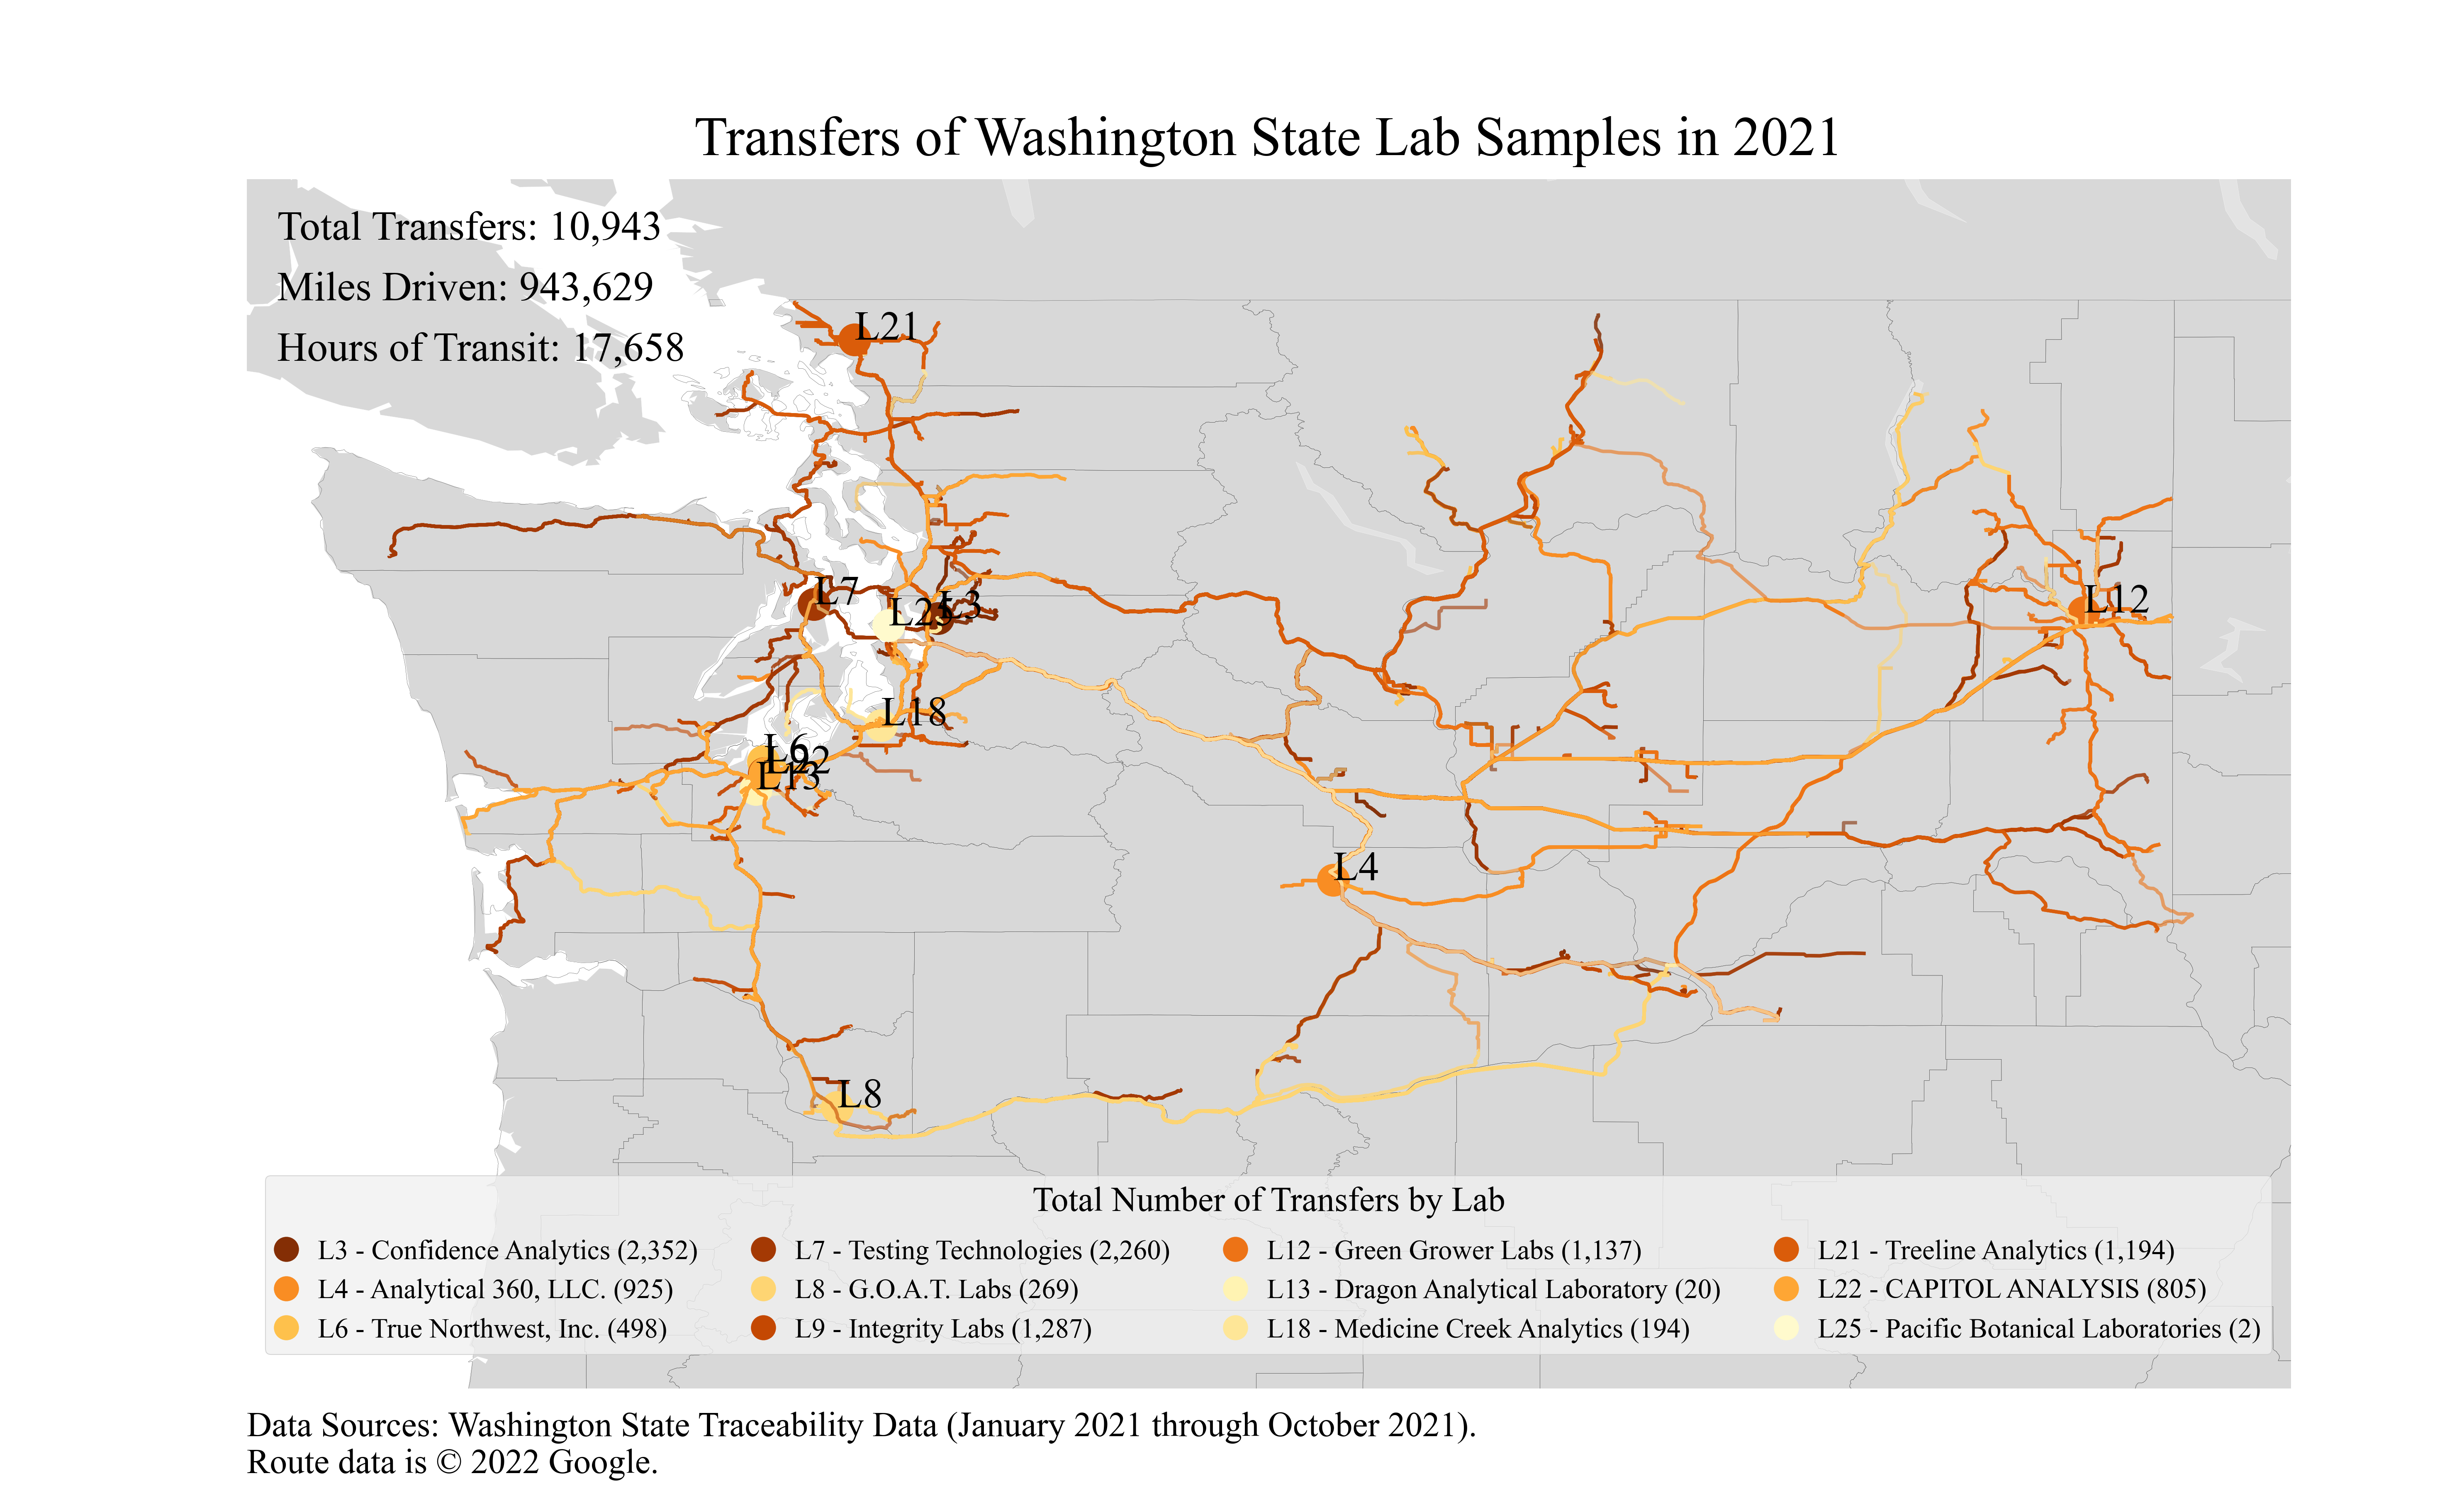 Transfers of Washington State Lab Samples in 2021
Total Transfers: 10,943
Miles Driven: 943,629
Hours of Transit: 17,658
L21
L7
L3
L25
L12
L18
L6
L22
L13
L4
L8
Total Number of Transfers by Lab
L3 - Confidence Analytics (2,352)
L7 - Testing Technologies (2,260)
L12 - Green Grower Labs (1,137)
L21 - Treeline Analytics (1,194)
L4 - Analytical 360, LLC. (925)
L8 - G.O.A.T. Labs (269)
L13 - Dragon Analytical Laboratory (20)
L22 - CAPITOL ANALYSIS (805)
L6 - True Northwest, Inc. (498)
L9 - Integrity Labs (1,287)
L18 - Medicine Creek Analytics (194)
L25 - Pacific Botanical Laboratories (2)
Data Sources: Washington State Traceability Data (January 2021 through October 2021).
Route data is © 2022 Google.